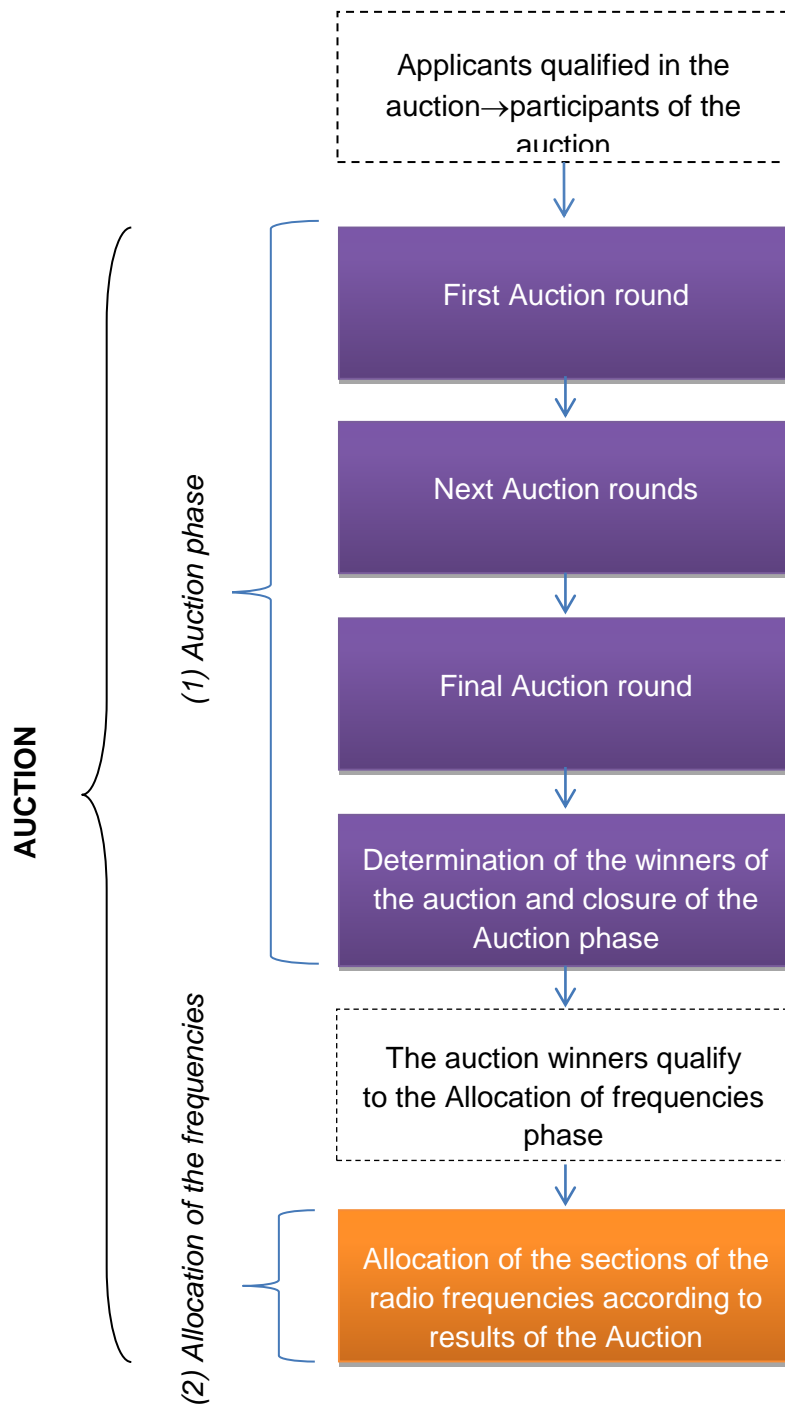 Applicants qualified in the
auction→participants of the
auction
First Auction round
Next Auction rounds
(1) Auction phase
Final Auction round
AUCTION
Determination of the winners of
the auction and closure of the
Auction phase
The auction winners qualify
to the Allocation of frequencies
phase
(2) Allocation of the frequencies
Allocation of the sections of the
radio frequencies according to
results of the Auction